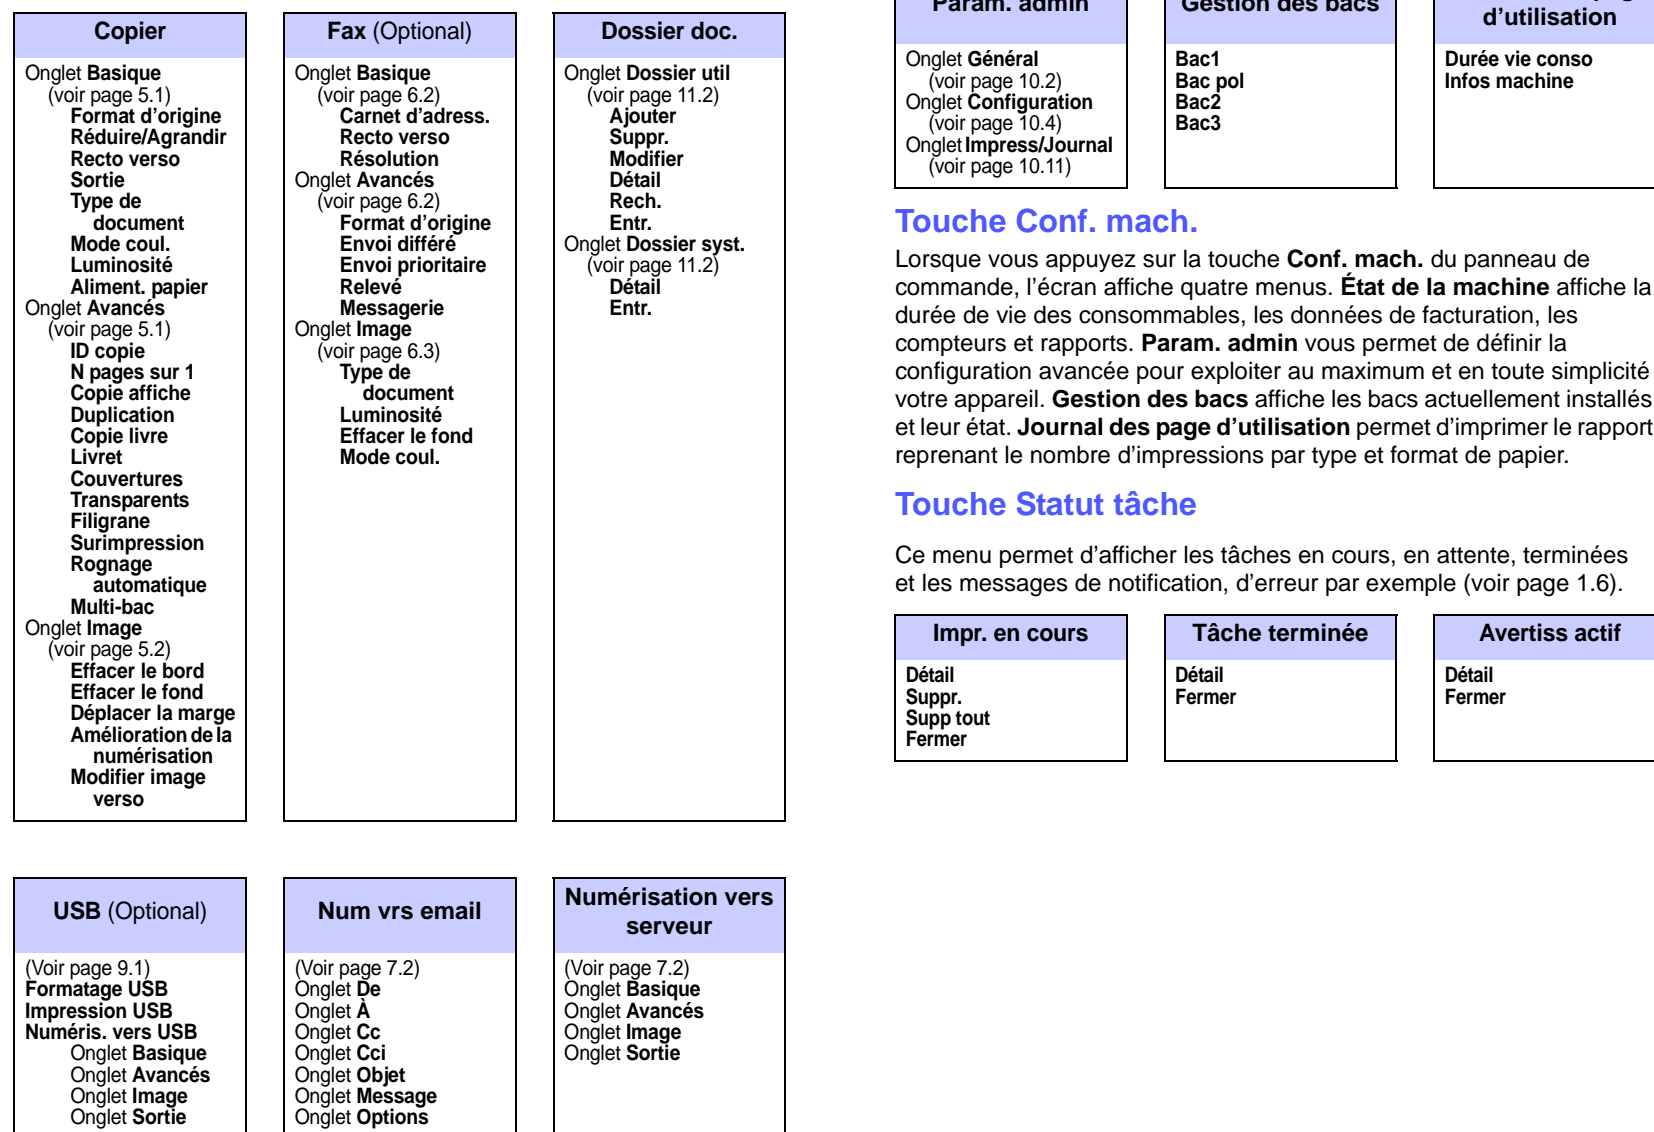 Copier
Onglet Basique
(voir page 5.1)
Format d’origine
Réduire/Agrandir
Recto verso
Sortie
Type de
document
Mode coul.
Luminosité
Aliment. papier
Onglet Avancés
(voir page 5.1)
ID copie
N pages sur 1
Copie affiche
Duplication
Copie livre
Livret
Couvertures
Transparents
Filigrane
Surimpression
Rognage
automatique
Multi-bac
Onglet Image
(voir page 5.2)
Effacer le bord
Effacer le fond
Déplacer la marge
Amélioration de la
numérisation
Modifier image
verso
Fax (Optional)
Onglet Basique
(voir page 6.2)
Carnet d’adress.
Recto verso
Résolution
Onglet Avancés
(voir page 6.2)
Format d’origine
Envoi différé
Envoi prioritaire
Relevé
Messagerie
Onglet Image
(voir page 6.3)
Type de
document
Luminosité
Effacer le fond
Mode coul.
Dossier doc.
Onglet Dossier util
(voir page 11.2)
Ajouter
Suppr.
Modifier
Détail
Rech.
Entr.
Onglet Dossier syst.
(voir page 11.2)
Détail
Entr.
USB (Optional)
(Voir page 9.1)
Formatage USB
Impression USB
Numéris. vers USB
Onglet Basique
Onglet Avancés
Onglet Image
Onglet Sortie
Num vrs email
(Voir page 7.2)
Onglet De
Onglet À
Onglet Cc
Onglet Cci
Onglet Objet
Onglet Message
Onglet Options
Numérisation vers
serveur
(Voir page 7.2)
Onglet Basique
Onglet Avancés
Onglet Image
Onglet Sortie
Param. admin
Onglet Général
(voir page 10.2)
Onglet Configuration
(voir page 10.4)
Onglet Impress/Journal
(voir page 10.11)
Gestion des bacs
Bac1
Bac pol
Bac2
Bac3
d’utilisation
Durée vie conso
Infos machine
Touche Conf. mach.
Lorsque vous appuyez sur la touche Conf. mach. du panneau de
commande, l’écran affiche quatre menus. État de la machine affiche la
durée de vie des consommables, les données de facturation, les
compteurs et rapports. Param. admin vous permet de définir la
configuration avancée pour exploiter au maximum et en toute simplicité
votre appareil. Gestion des bacs affiche les bacs actuellement installés
et leur état. Journal des page d’utilisation permet d’imprimer le rapport
reprenant le nombre d’impressions par type et format de papier.
Touche Statut tâche
Ce menu permet d’afficher les tâches en cours, en attente, terminées
et les messages de notification, d’erreur par exemple (voir page 1.6).
Impr. en cours
Détail
Suppr.
Supp tout
Fermer
Tâche terminée
Détail
Fermer
Avertiss actif
Détail
Fermer